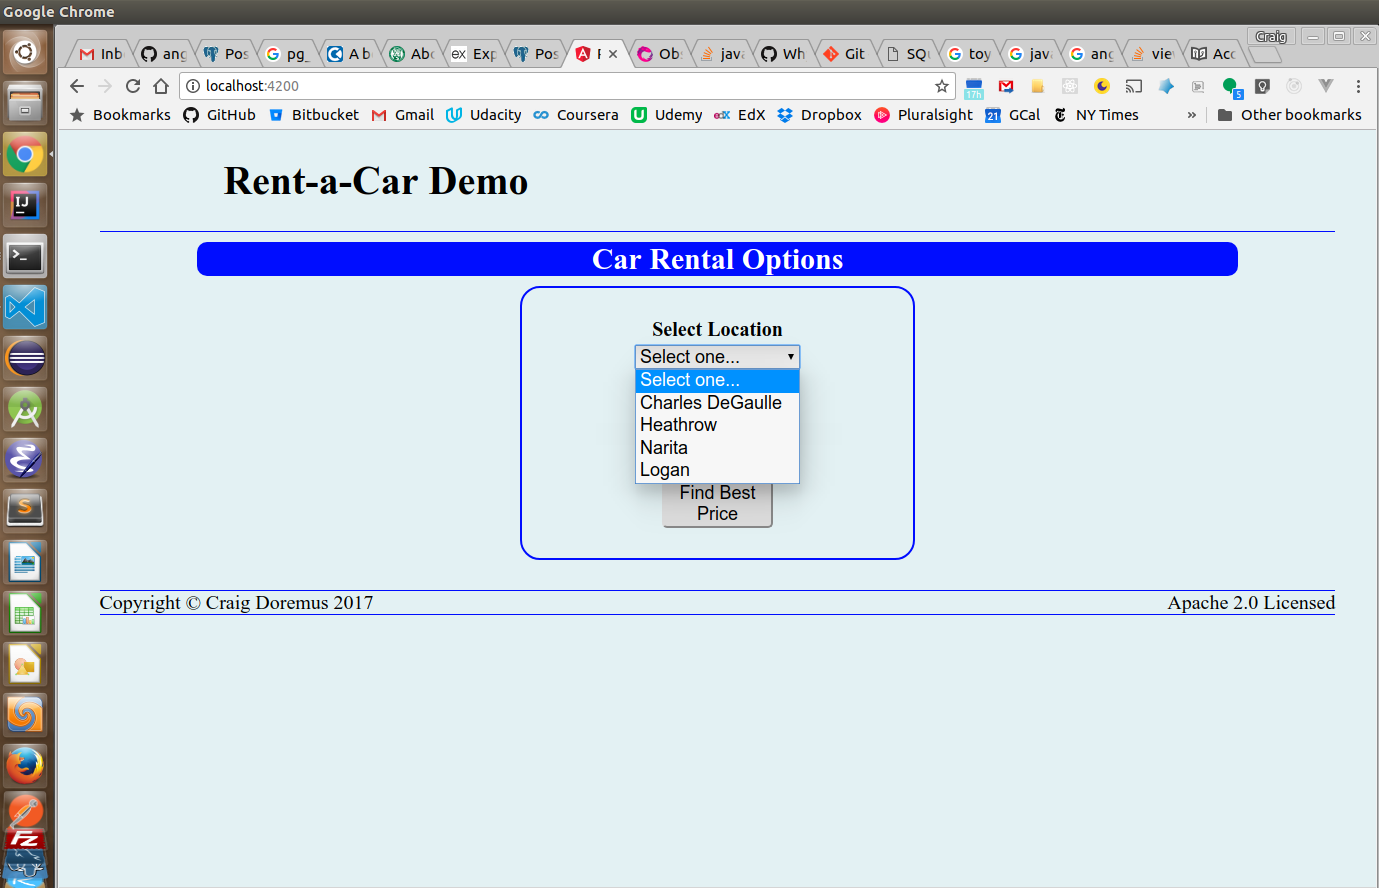 Google Chrome
Craig
Inb
ang
Pos
pg_
A b
Abc
Exp
Pos
F
Ob
java
Wh
Git
SQ
toy
java
ang
view
Acc
localhost:4200
17h
5
Bookmarks GitHub Bitbucket Gmail Udacity Coursera Udemy EdX Dropbox Pluralsight 21 GCal NY Times » Other bookmarks
Rent-a-Car Demo
Car Rental Options
Select Location
Select one...
Select one...
Charles DeGaulle
Heathrow
Narita
Logan
Find Best
Price
Copyright © Craig Doremus 2017
Apache 2.0 Licensed